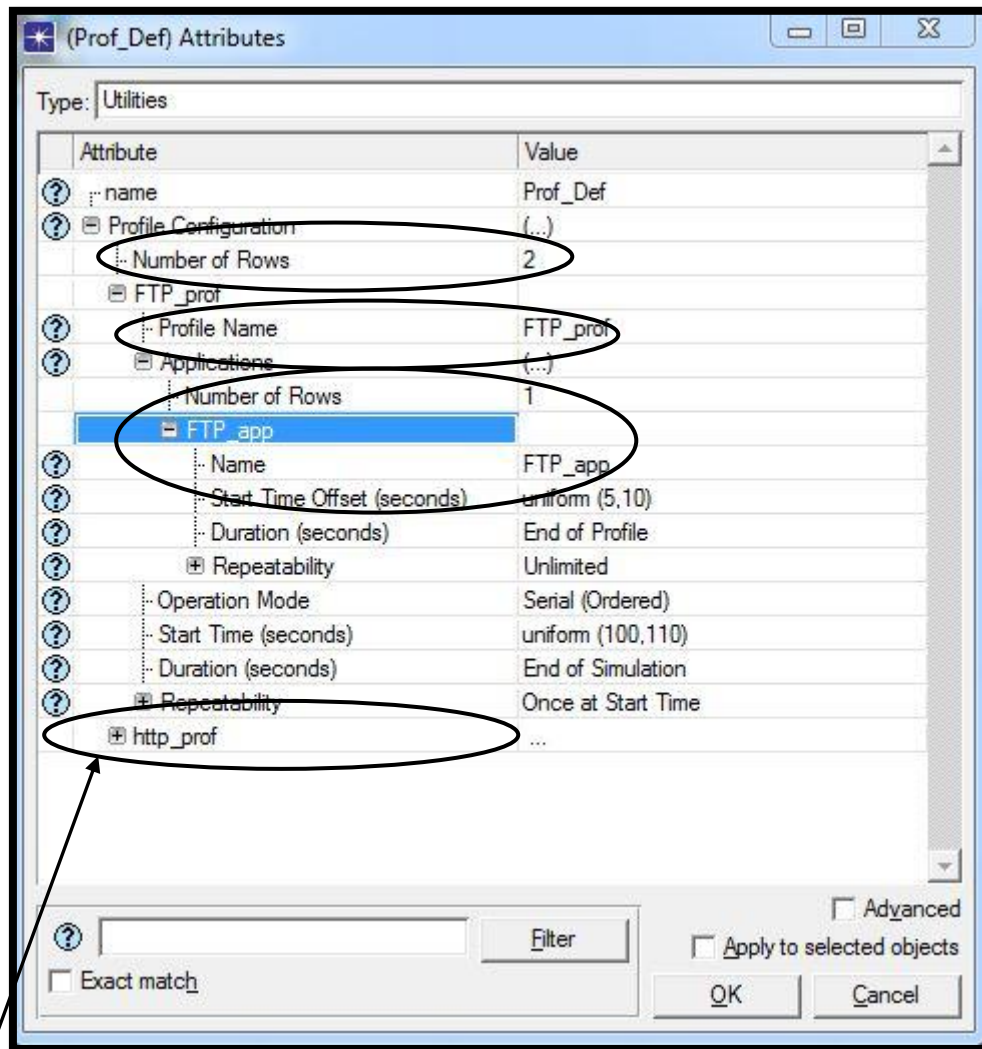 (Prof_Def) Attributes
Type: Utilities
Attribute Value
name Prof_Def
Profile Configuration (...)
Number of Rows 2
FTP_prof
Profile Name FTP_prof
Applications (...)
Number of Rows 1
FTP_app
Name FTP_app
Start Time Offset (seconds) uniform (5,10)
Duration (seconds) End of Profile
Repeatability Unlimited
Operation Mode Serial (Ordered)
Start Time (seconds) uniform (100,110)
Duration (seconds) End of Simulation
Repeatability Once at Start Time
http_prof ...
Advanced
Filter
Apply to selected objects
Exact match
OK Cancel